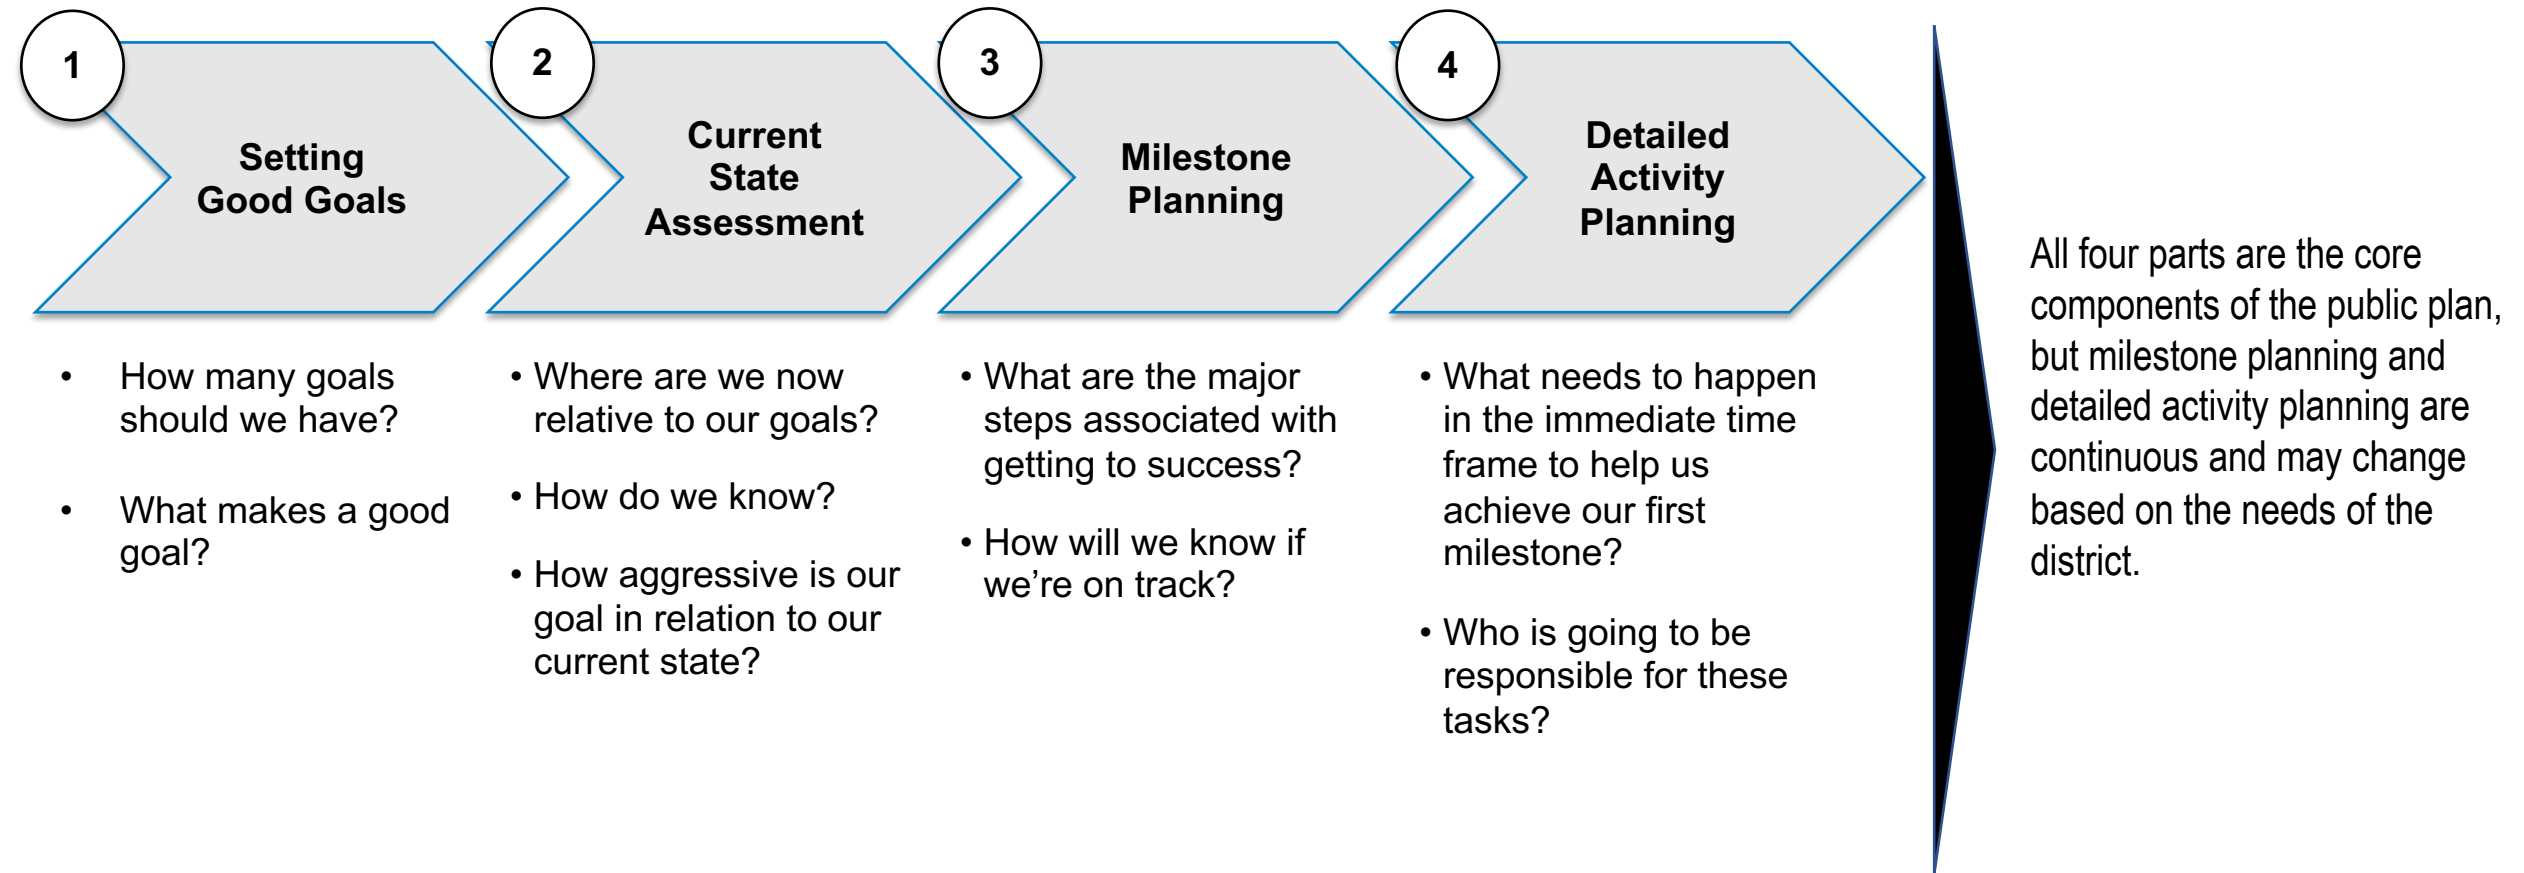 1
Setting
Good Goals
2
Current
State
Assessment
3
Milestone
Planning
4
Detailed
Activity
Planning
• How many goals
should we have?
• What makes a good
goal?
• Where are we now
relative to our goals?
• How do we know?
• How aggressive is our
goal in relation to our
current state?
• What are the major
steps associated with
getting to success?
• How will we know if
we’re on track?
• What needs to happen
in the immediate time
frame to help us
achieve our first
milestone?
• Who is going to be
responsible for these
tasks?
All four parts are the core
components of the public plan,
but milestone planning and
detailed activity planning are
continuous and may change
based on the needs of the
district.